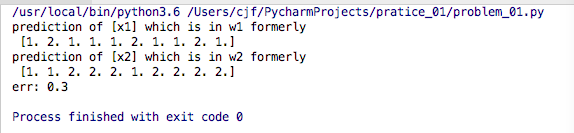 /usr/local/bin/python3.6 /Users/cjf/PycharmProjects/pratice_01/problem_01.py
prediction of [x1] which is in w1 formerly
[1. 2. 1. 1. 1. 2. 1. 1. 2. 1.]
prediction of [x2] which is in w2 formerly
[1. 1. 2. 2. 2. 1. 2. 2. 2. 2.]
err: 0.3
Process finished with exit code 0